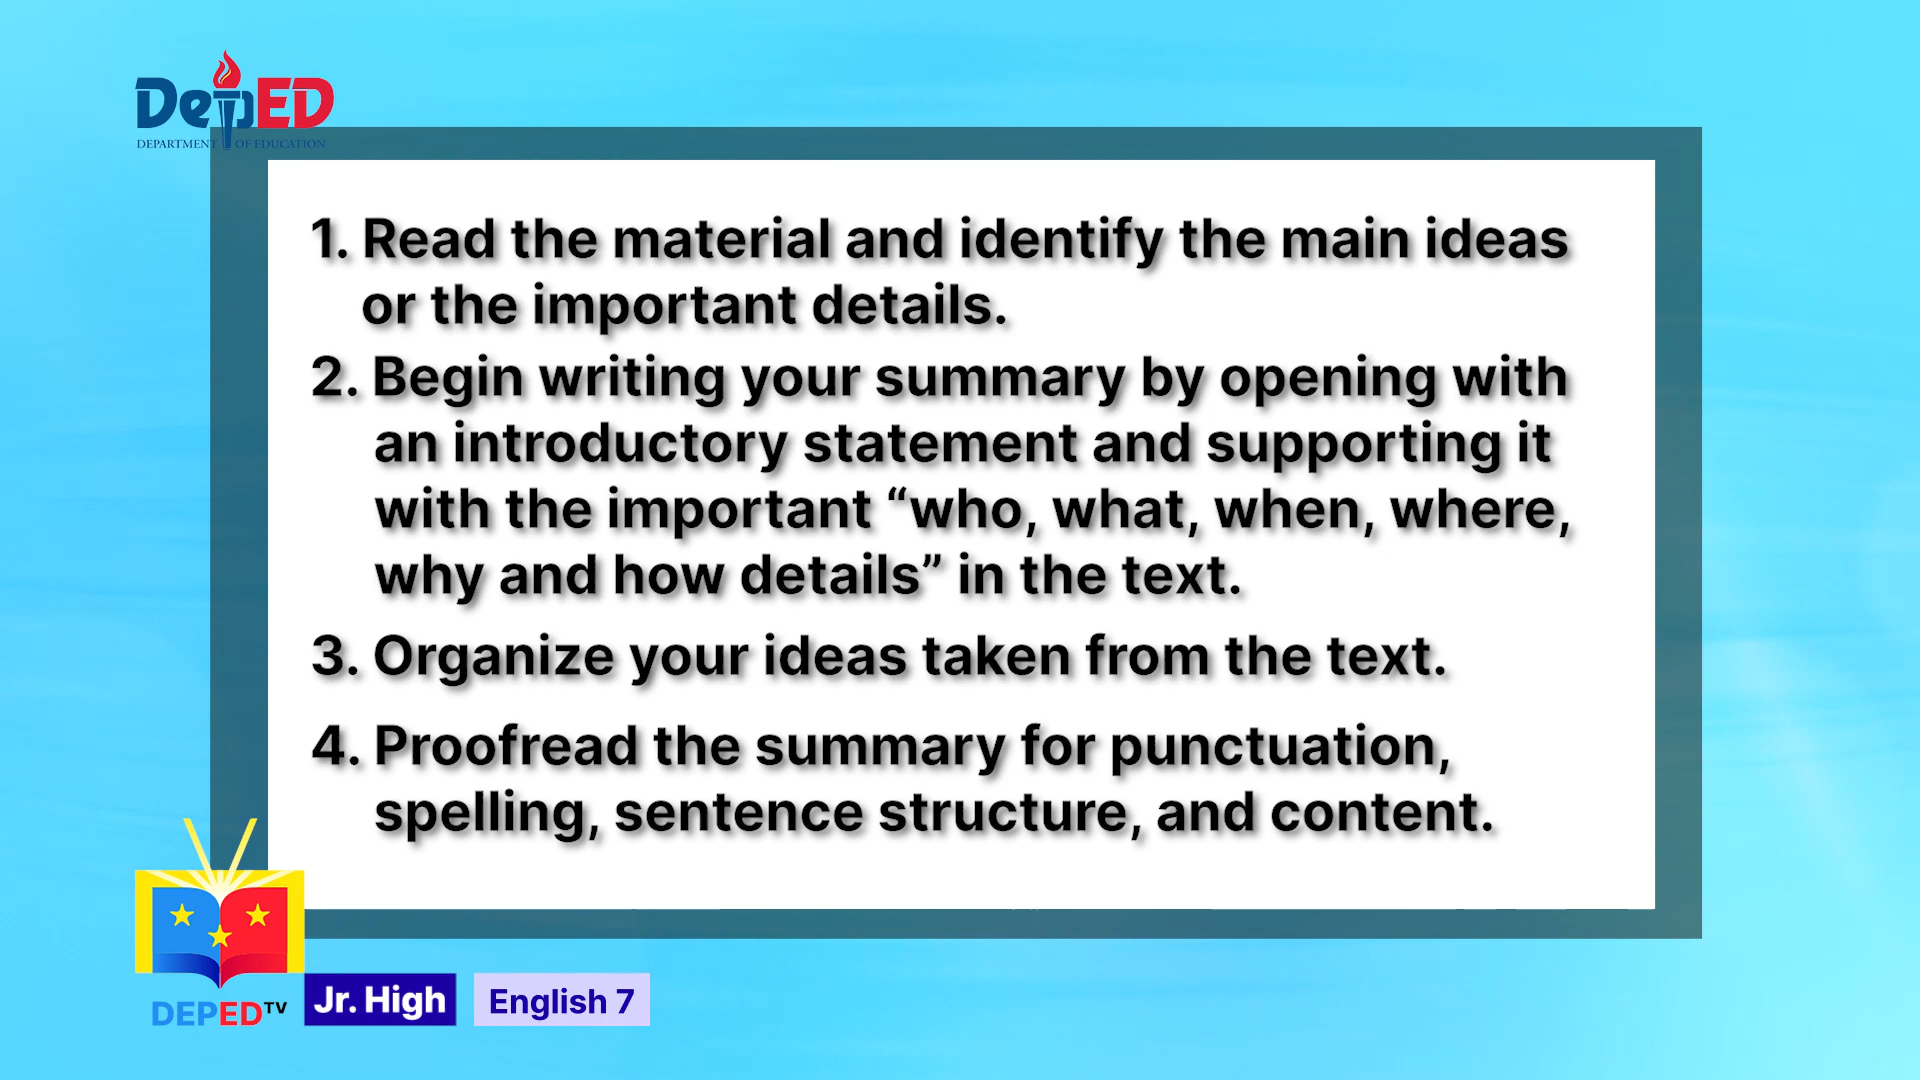 DepED
DEPARTMENT OF EDUCATION
1. Read the material and identify the main ideas
or the important details.
2. Begin writing your summary by opening with
an introductory statement and supporting it
with the important “who, what, when, where,
why and how details” in the text.
3. Organize your ideas taken from the text.
4. Proofread the summary for punctuation,
spelling, sentence structure, and content.
DEPED TV
Jr. High
English 7